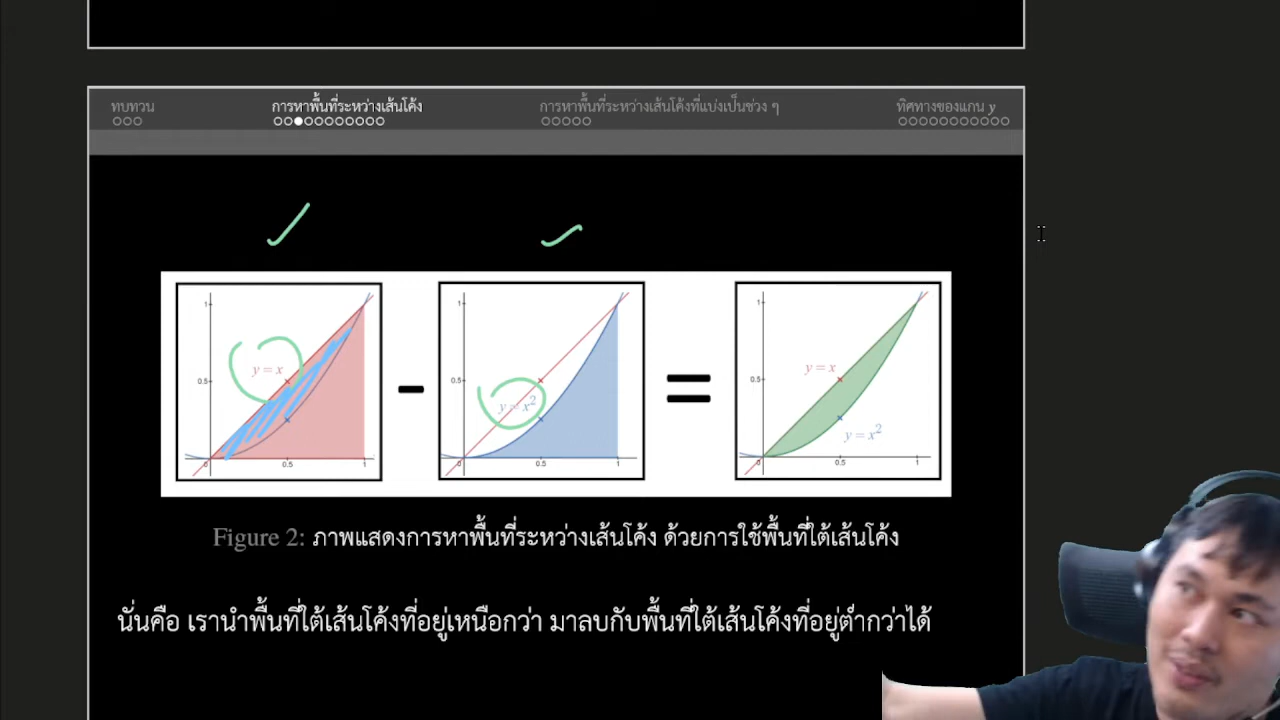 ทบทวน การหาพื้นที่ระหว่างเส้นโค้ง การหาพื้นที่ระหว่างเส้นโค้งที่แบ่งเป็นช่วง ๆ ทิศทางของแกน y
1 1 1
y = x y = x
0.5 0.5 0.5
y = x² y = x²
0 0.5 1 0 0.5 1 0 0.5 1
Figure 2: ภาพแสดงการหาพื้นที่ระหว่างเส้นโค้ง ด้วยการใช้พื้นที่ใต้เส้นโค้ง
นั่นคือ เรานำพื้นที่ใต้เส้นโค้งที่อยู่เหนือกว่า มาลบกับพื้นที่ใต้เส้นโค้งที่อยู่ต่ำกว่าได้